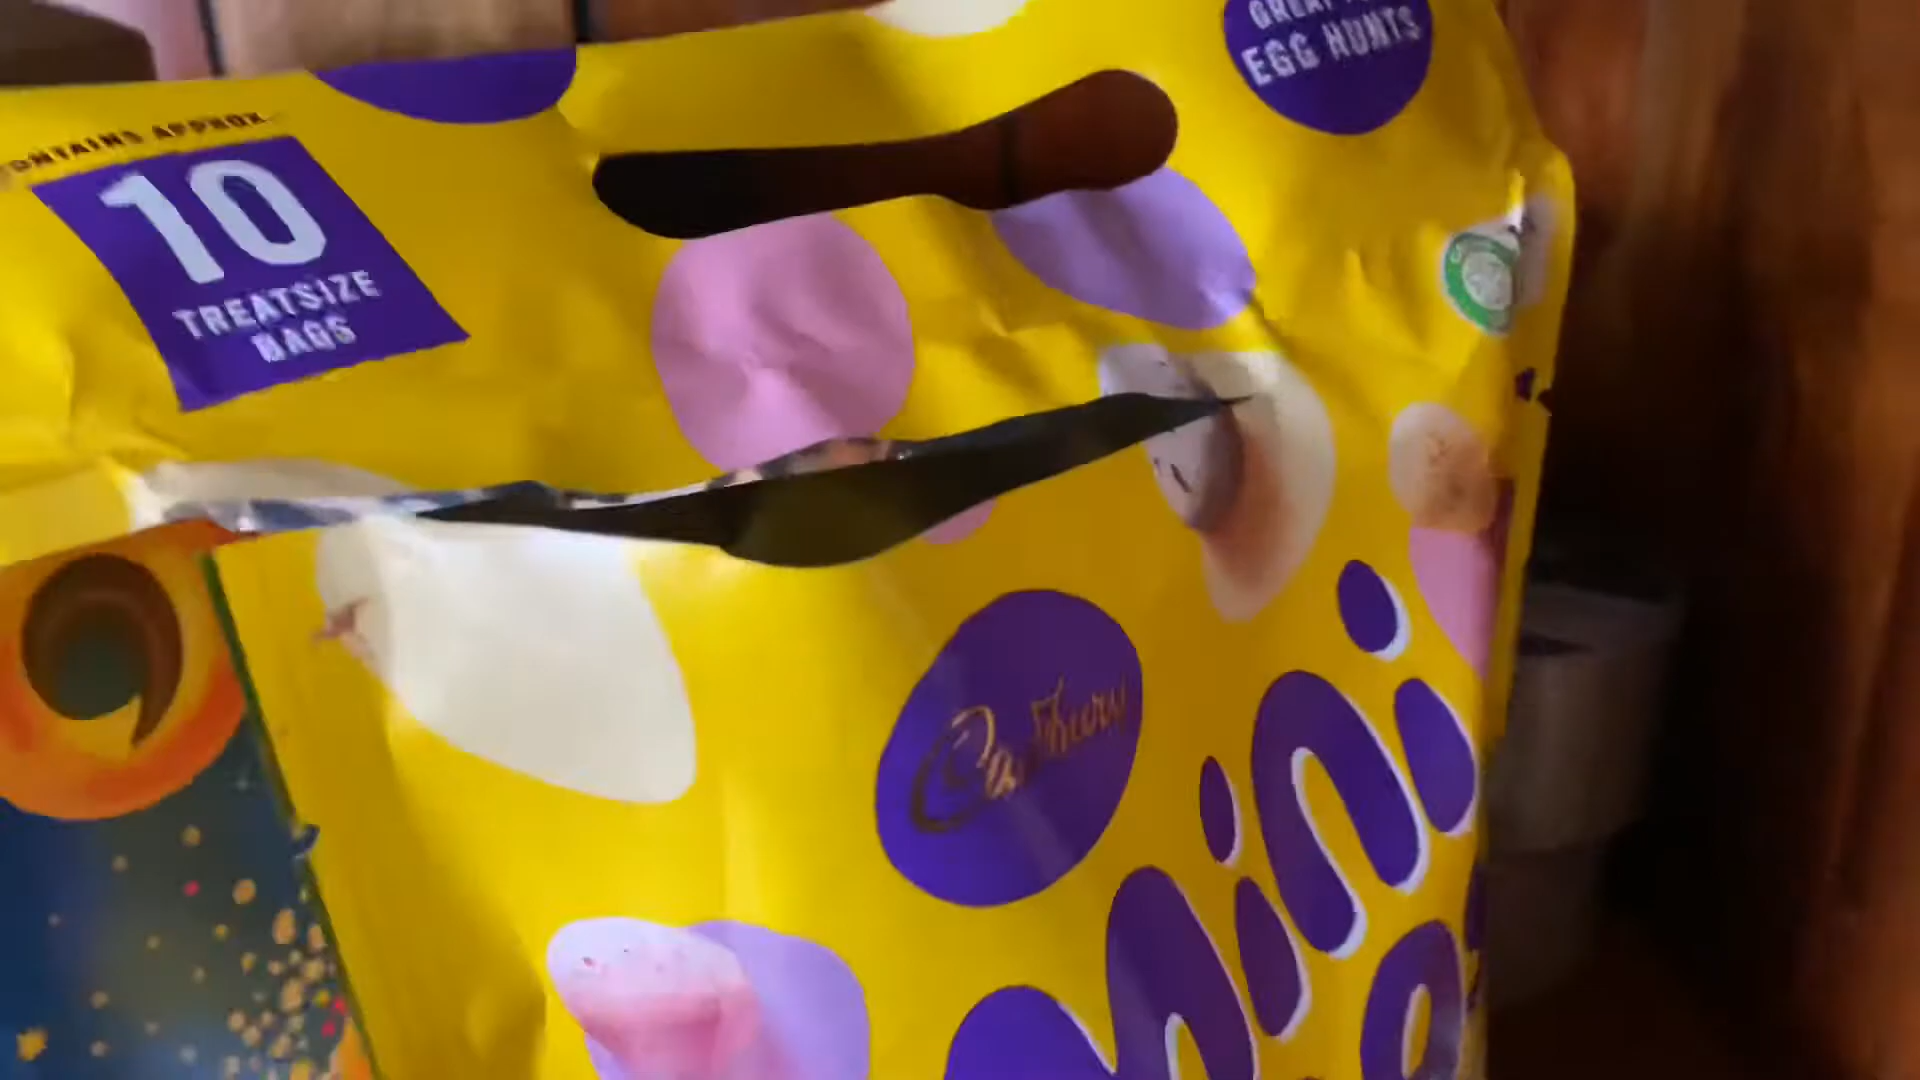 CONTAINS APPROX.
10
TREATSIZE
BAGS
EGG HUNTS
Cadbury
Mini